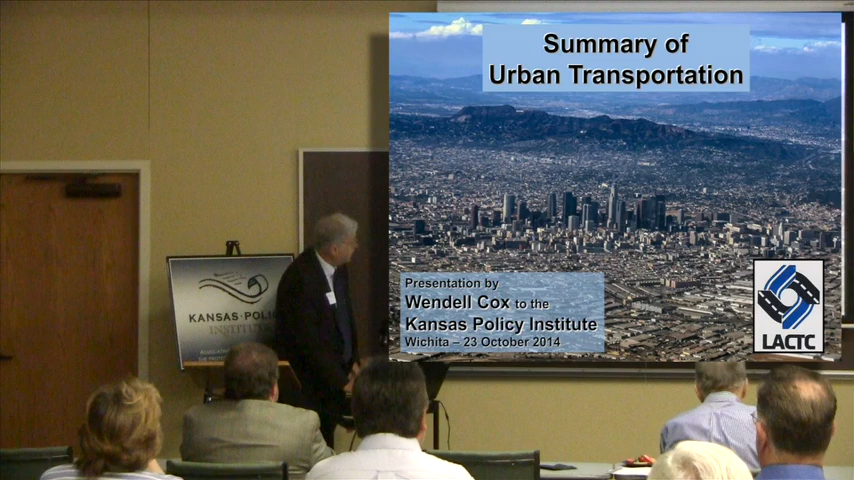 Summary of
Urban Transportation
Presentation by
Wendell Cox to the
Kansas Policy Institute
Wichita – 23 October 2014
LACTC
KANSAS·POLIC
INSTITUTE